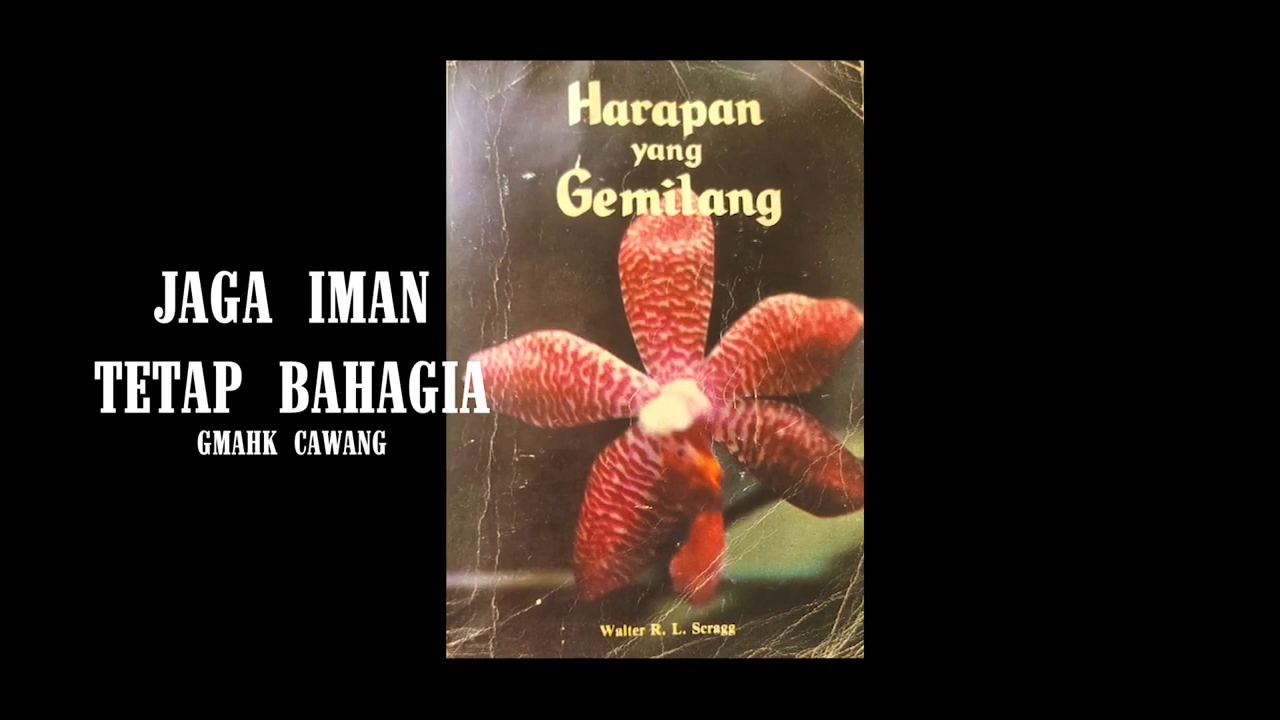 Harapan
yang
Gemilang
JAGA IMAN
TETAP BAHAGIA
GMAHK CAWANG
Walter R. L. Scragg